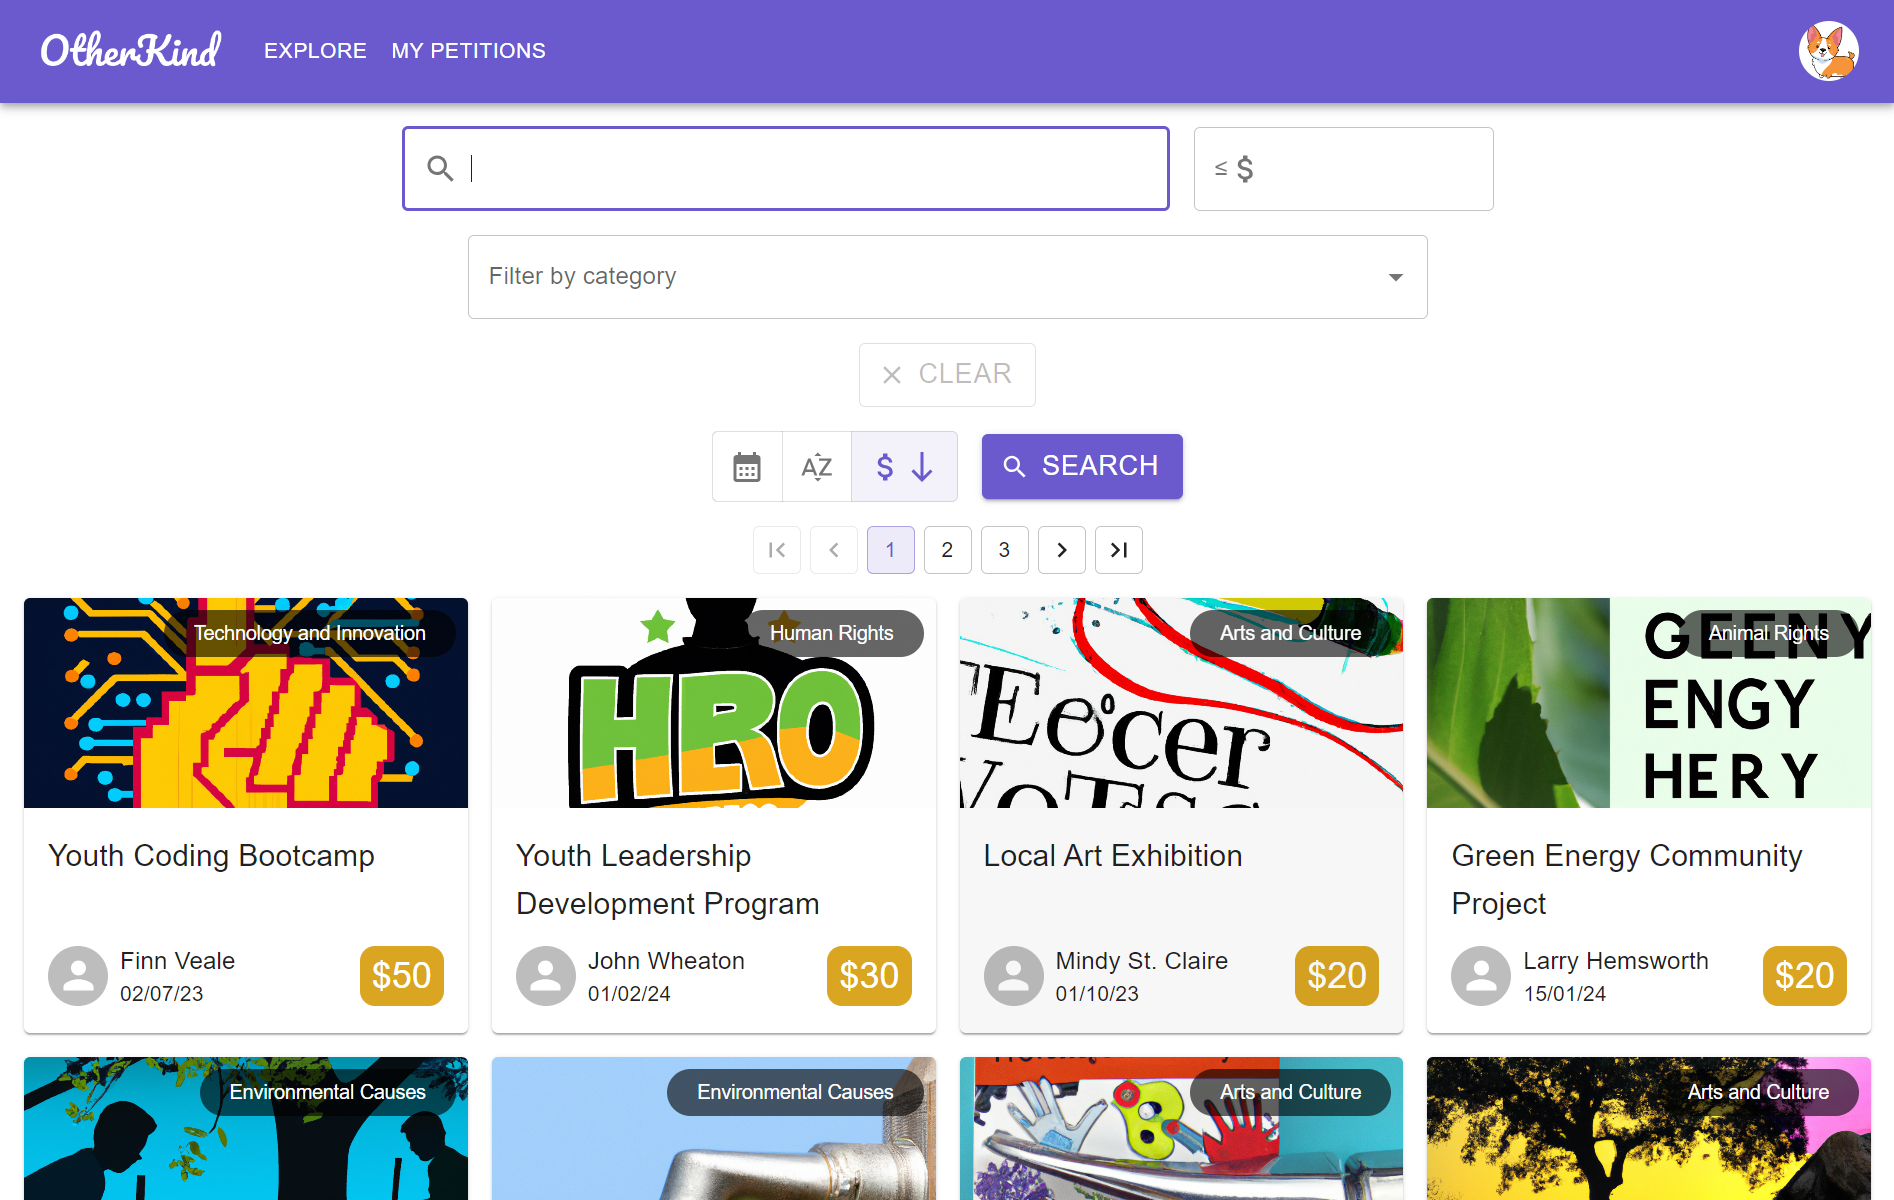 OtherKind EXPLORE MY PETITIONS
≤ $
Filter by category
CLEAR
AZ $ SEARCH
1 2 3
Technology and Innovation
Youth Coding Bootcamp
Finn Veale
02/07/23
$50
Human Rights
HRO
Youth Leadership
Development Program
John Wheaton
01/02/24
$30
Arts and Culture
Local Art Exhibition
Mindy St. Claire
01/10/23
$20
Animal Rights
GEENY
ENGY
HERY
Green Energy Community
Project
Larry Hemsworth
15/01/24
$20
Environmental Causes
Environmental Causes
Arts and Culture
Arts and Culture